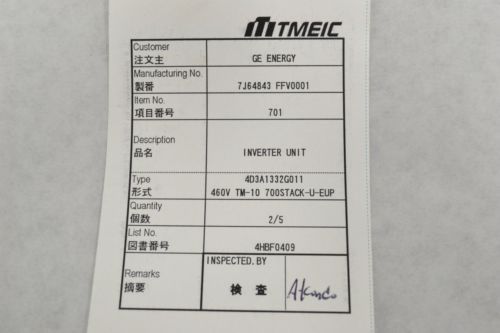 TMEIC
Customer
注文主
GE ENERGY
Manufacturing No.
製番
7J64843 FFV0001
Item No.
項目番号
701
Description
品名
INVERTER UNIT
Type
形式
4D3A1332G011
460V TM-10 700STACK-U-EUP
Quantity
個数
2/5
List No.
図書番号
4HBF0409
Remarks
摘要
INSPECTED.BY
検 査